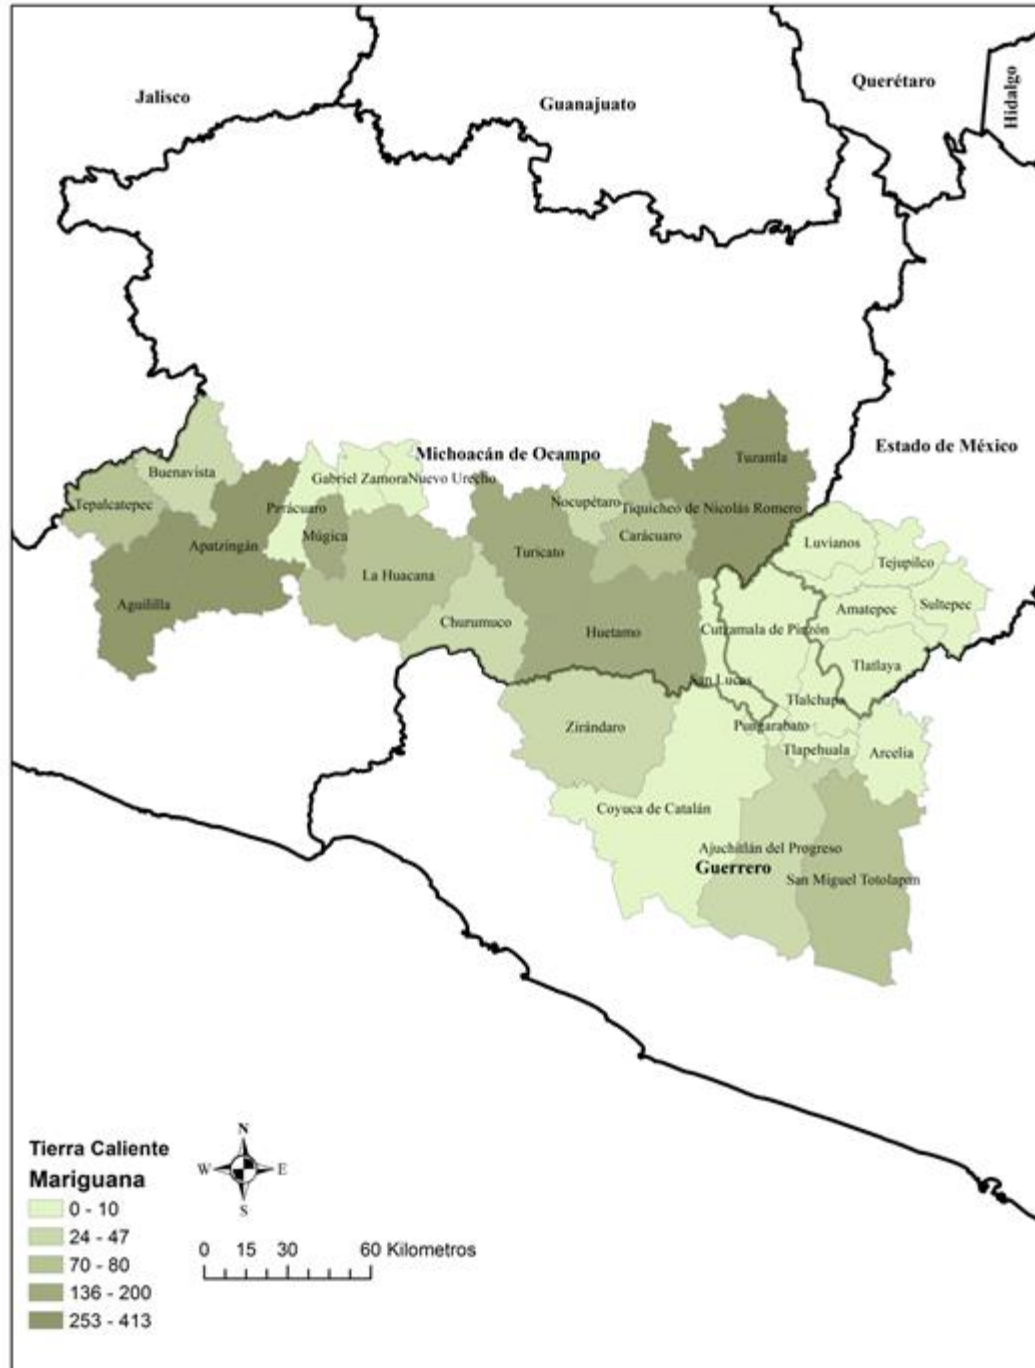 Jalisco
Guanajuato
Querétaro
Hidalgo
Michoacán de Ocampo
Estado de México
Buenavista
Gabriel Zamora
Nuevo Urecho
Tuzantla
Tepalcatepec
Parácuaro
Nocupétaro
Tiquicheo de Nicolás Romero
Apatzingán
Múgica
Turicato
Carácuaro
Luvianos
Tejupilco
La Huacana
Aguililla
Churumuco
Huetamo
Cutzamala de Pinzón
Amatepec
Sultepec
Tlatlaya
San Lucas
Tlalchapa
Zirándaro
Pungarabato
Tlapehuala
Arcelia
Coyuca de Catalán
Ajuchitlán del Progreso
Guerrero
San Miguel Totolapan
Tierra Caliente
Mariguana
0 - 10
24 - 47
70 - 80
136 - 200
253 - 413
N
W
E
S
0 15 30 60 Kilometros